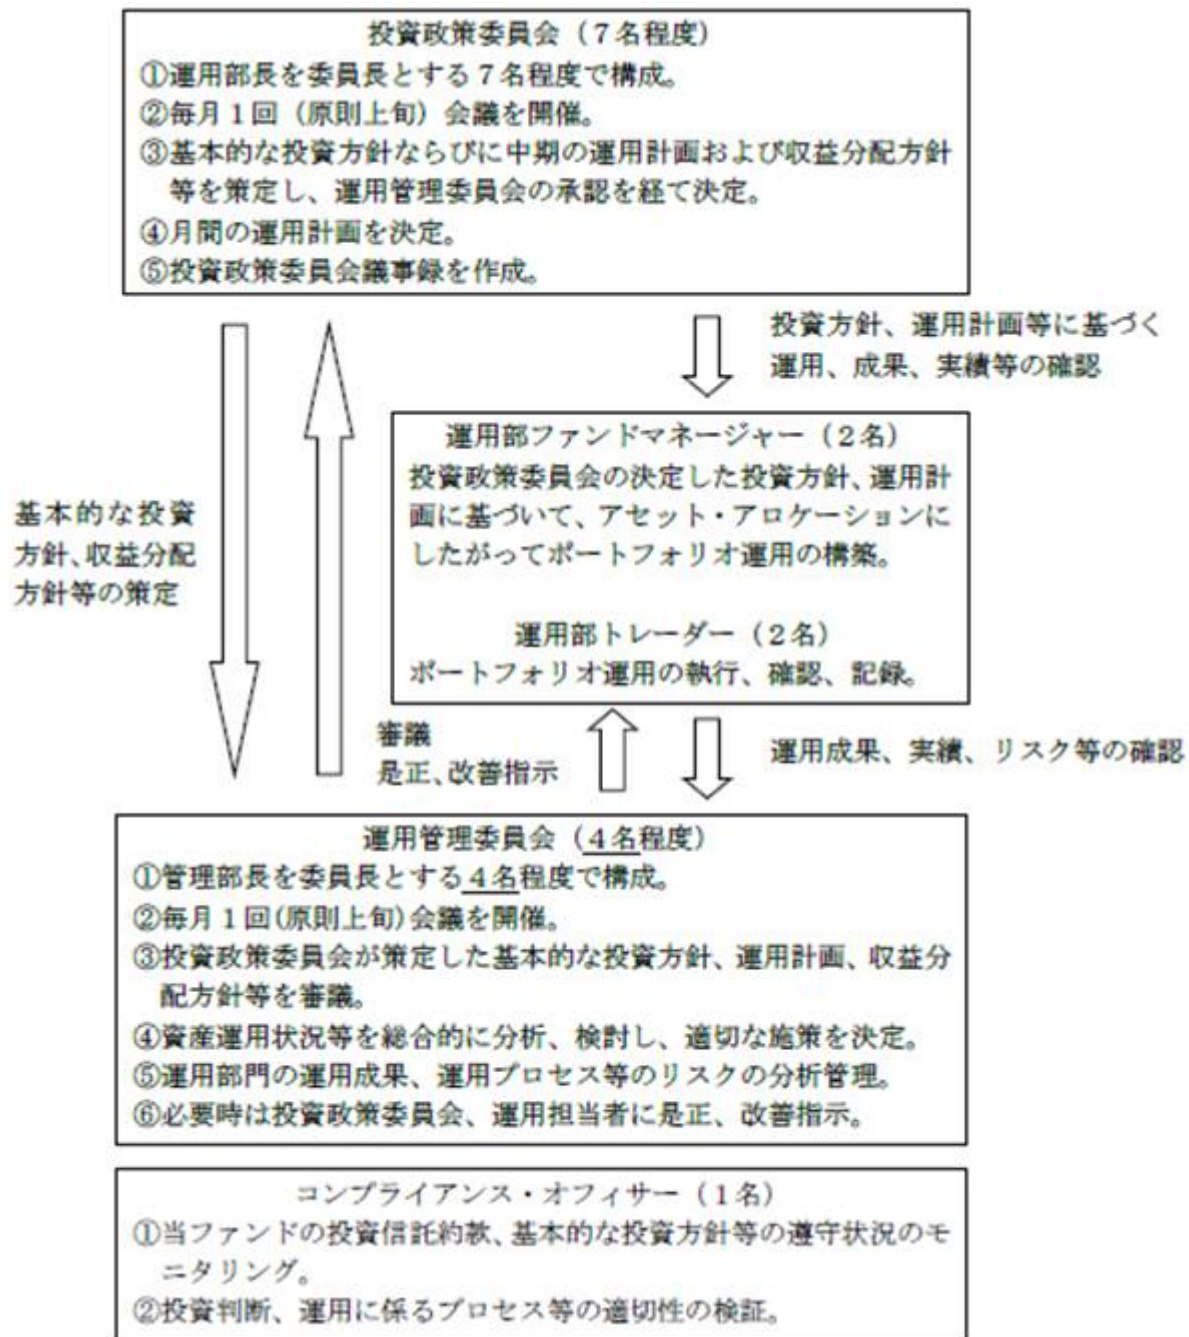 投資政策委員会（７名程度）
①運用部長を委員長とする７名程度で構成。
②毎月１回（原則上旬）会議を開催。
③基本的な投資方針ならびに中期の運用計画および収益分配方針
等を策定し、運用管理委員会の承認を経て決定。
④月間の運用計画を決定。
⑤投資政策委員会議事録を作成。
投資方針、運用計画等に基づく
運用、成果、実績等の確認
運用部ファンドマネージャー（２名）
投資政策委員会の決定した投資方針、運用計
画に基づいて、アセット・アロケーションに
したがってポートフォリオ運用の構築。
運用部トレーダー（２名）
ポートフォリオ運用の執行、確認、記録。
基本的な投資
方針、収益分配
方針等の策定
審議
是正、改善指示
運用成果、実績、リスク等の確認
運用管理委員会（４名程度）
①管理部長を委員長とする４名程度で構成。
②毎月１回(原則上旬)会議を開催。
③投資政策委員会が策定した基本的な投資方針、運用計画、収益分
配方針等を審議。
④資産運用状況等を総合的に分析、検討し、適切な施策を決定。
⑤運用部門の運用成果、運用プロセス等のリスクの分析管理。
⑥必要時は投資政策委員会、運用担当者に是正、改善指示。
コンプライアンス・オフィサー（１名）
①当ファンドの投資信託約款、基本的な投資方針等の遵守状況のモ
ニタリング。
②投資判断、運用に係るプロセス等の適切性の検証。